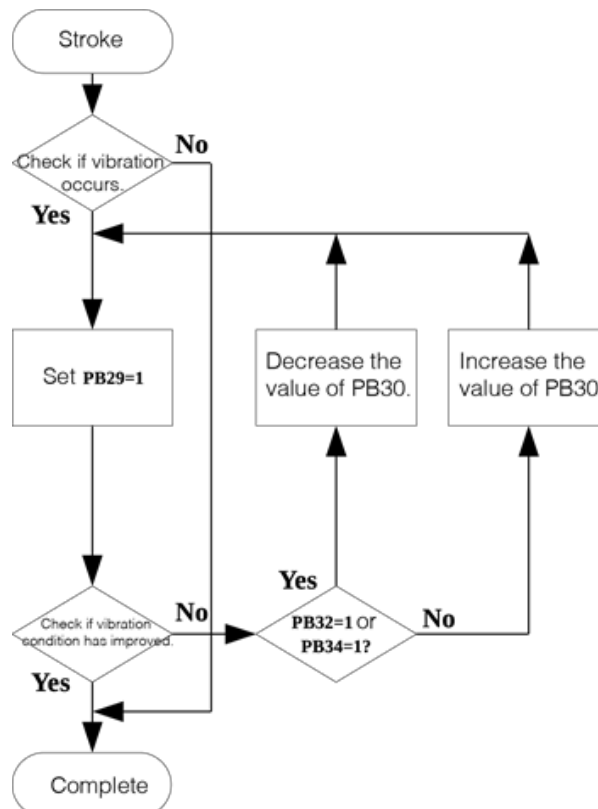 Stroke
No
Check if vibration
occurs.
Yes
Set PB29=1
Decrease the
value of PB30.
Increase the
value of PB30
Check if vibration
condition has improved.
No
Yes
PB32=1 or
PB34=1?
No
Yes
Complete